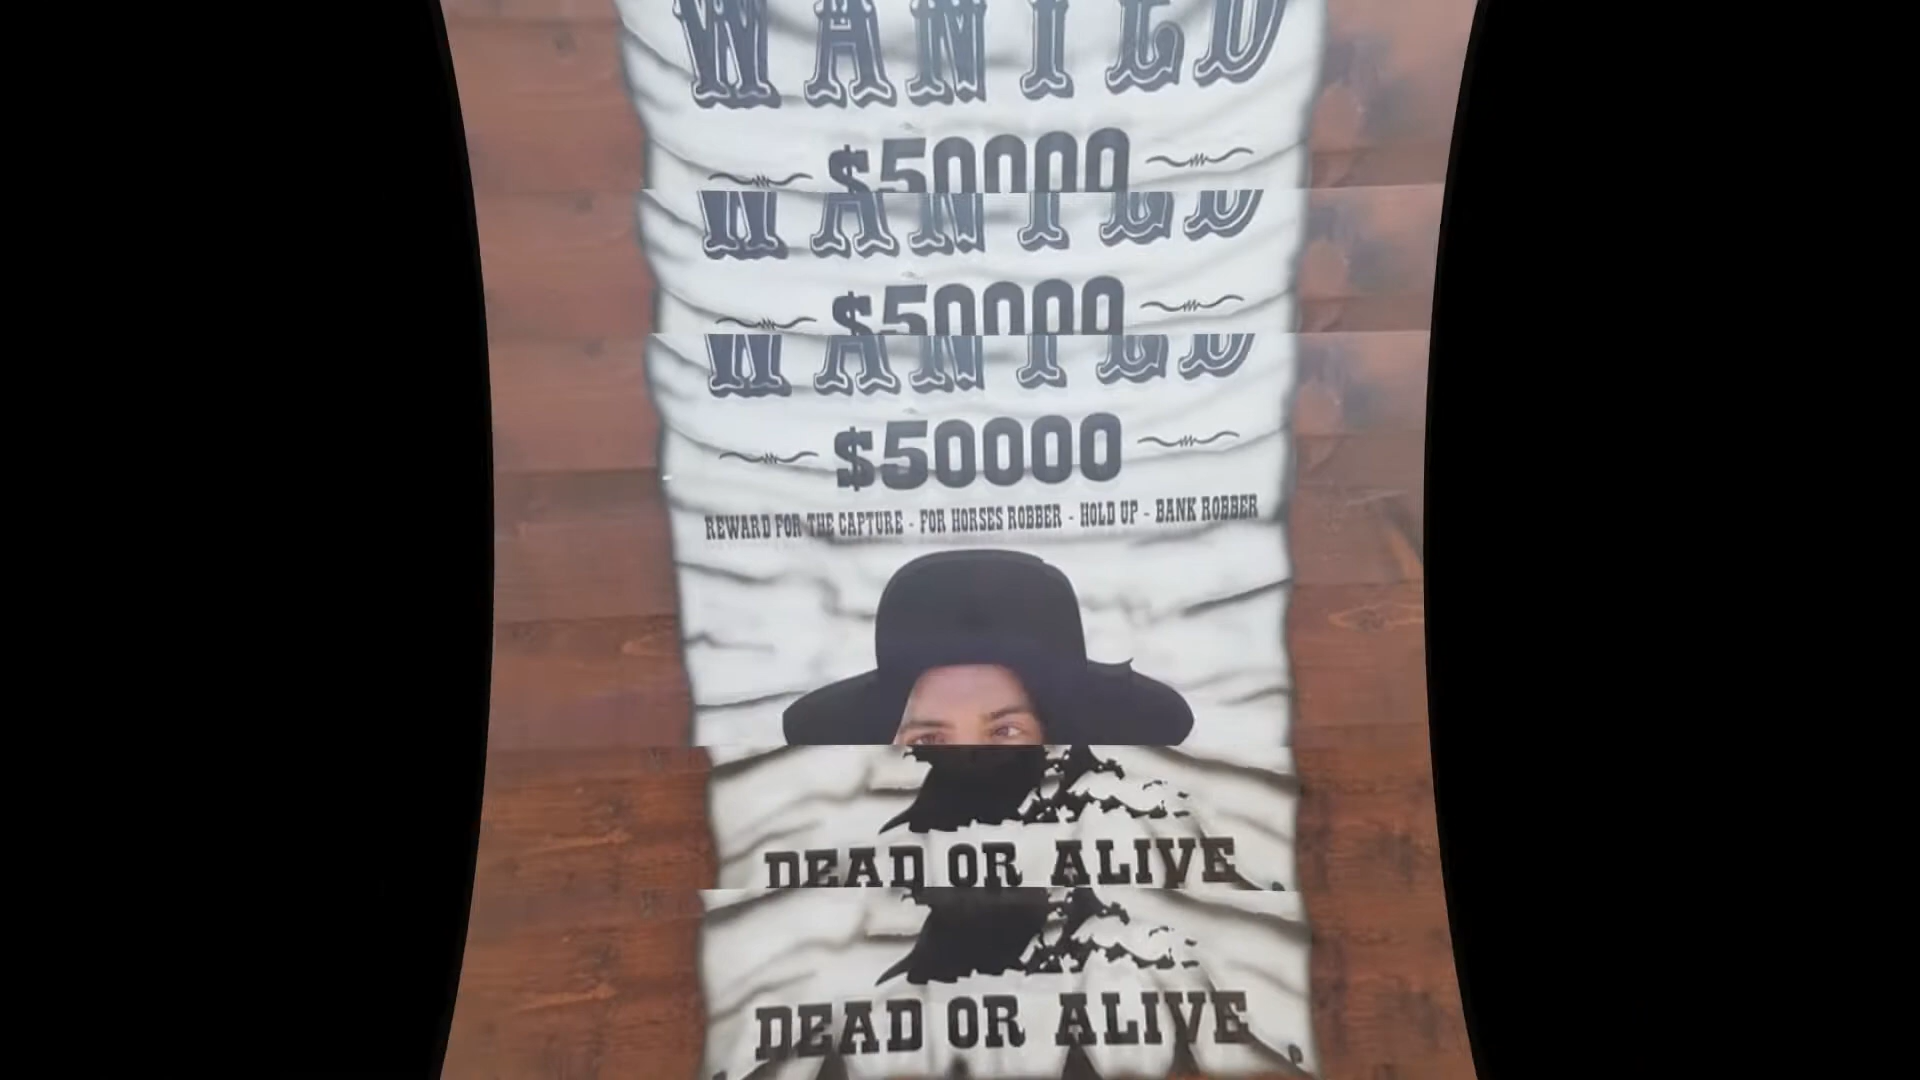 WANTED
$50000
WANTED
$50000
WANTED
$50000
REWARD FOR THE CAPTURE - FOR HORSES ROBBER - HOLD UP - BANK ROBBER
DEAD OR ALIVE
DEAD OR ALIVE